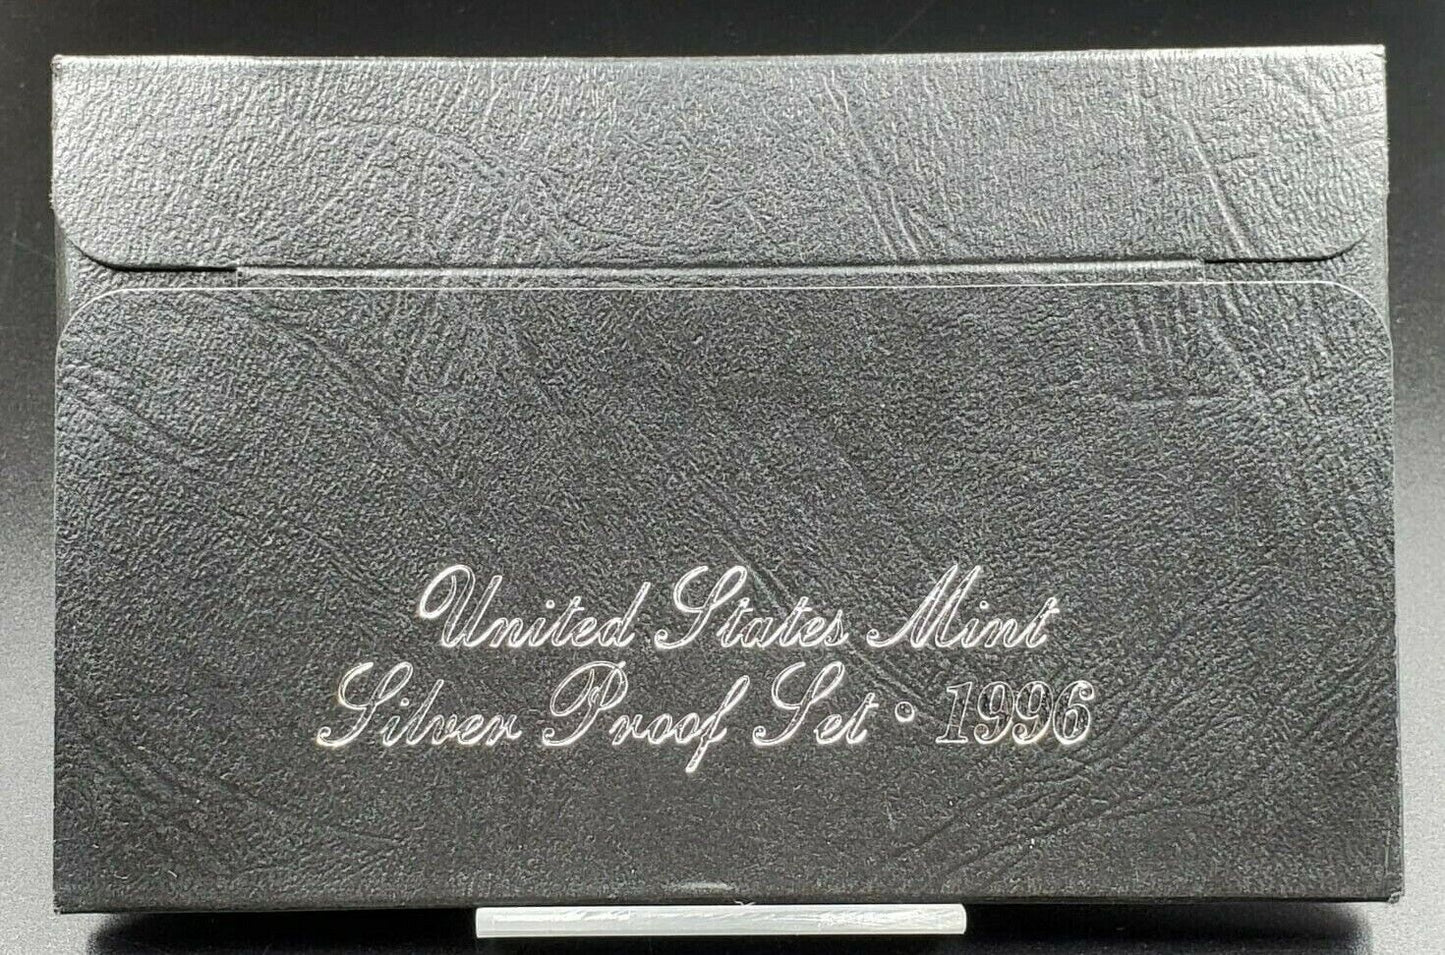 United States Mint
Silver Proof Set • 1996